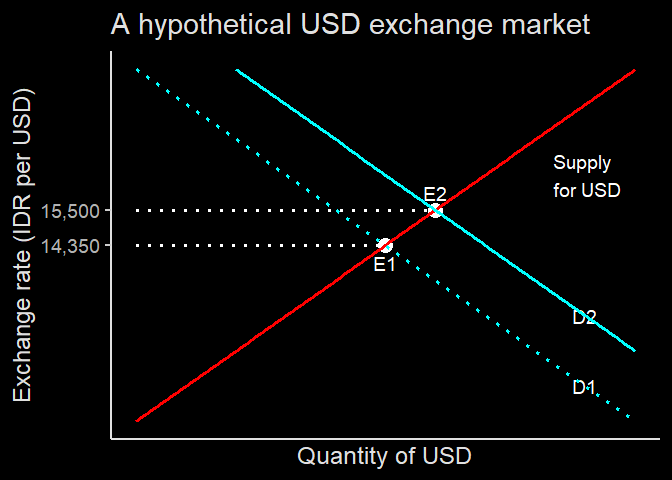 A hypothetical USD exchange market
Exchange rate (IDR per USD)
Supply
for USD
E2
15,500
14,350
E1
D2
D1
Quantity of USD